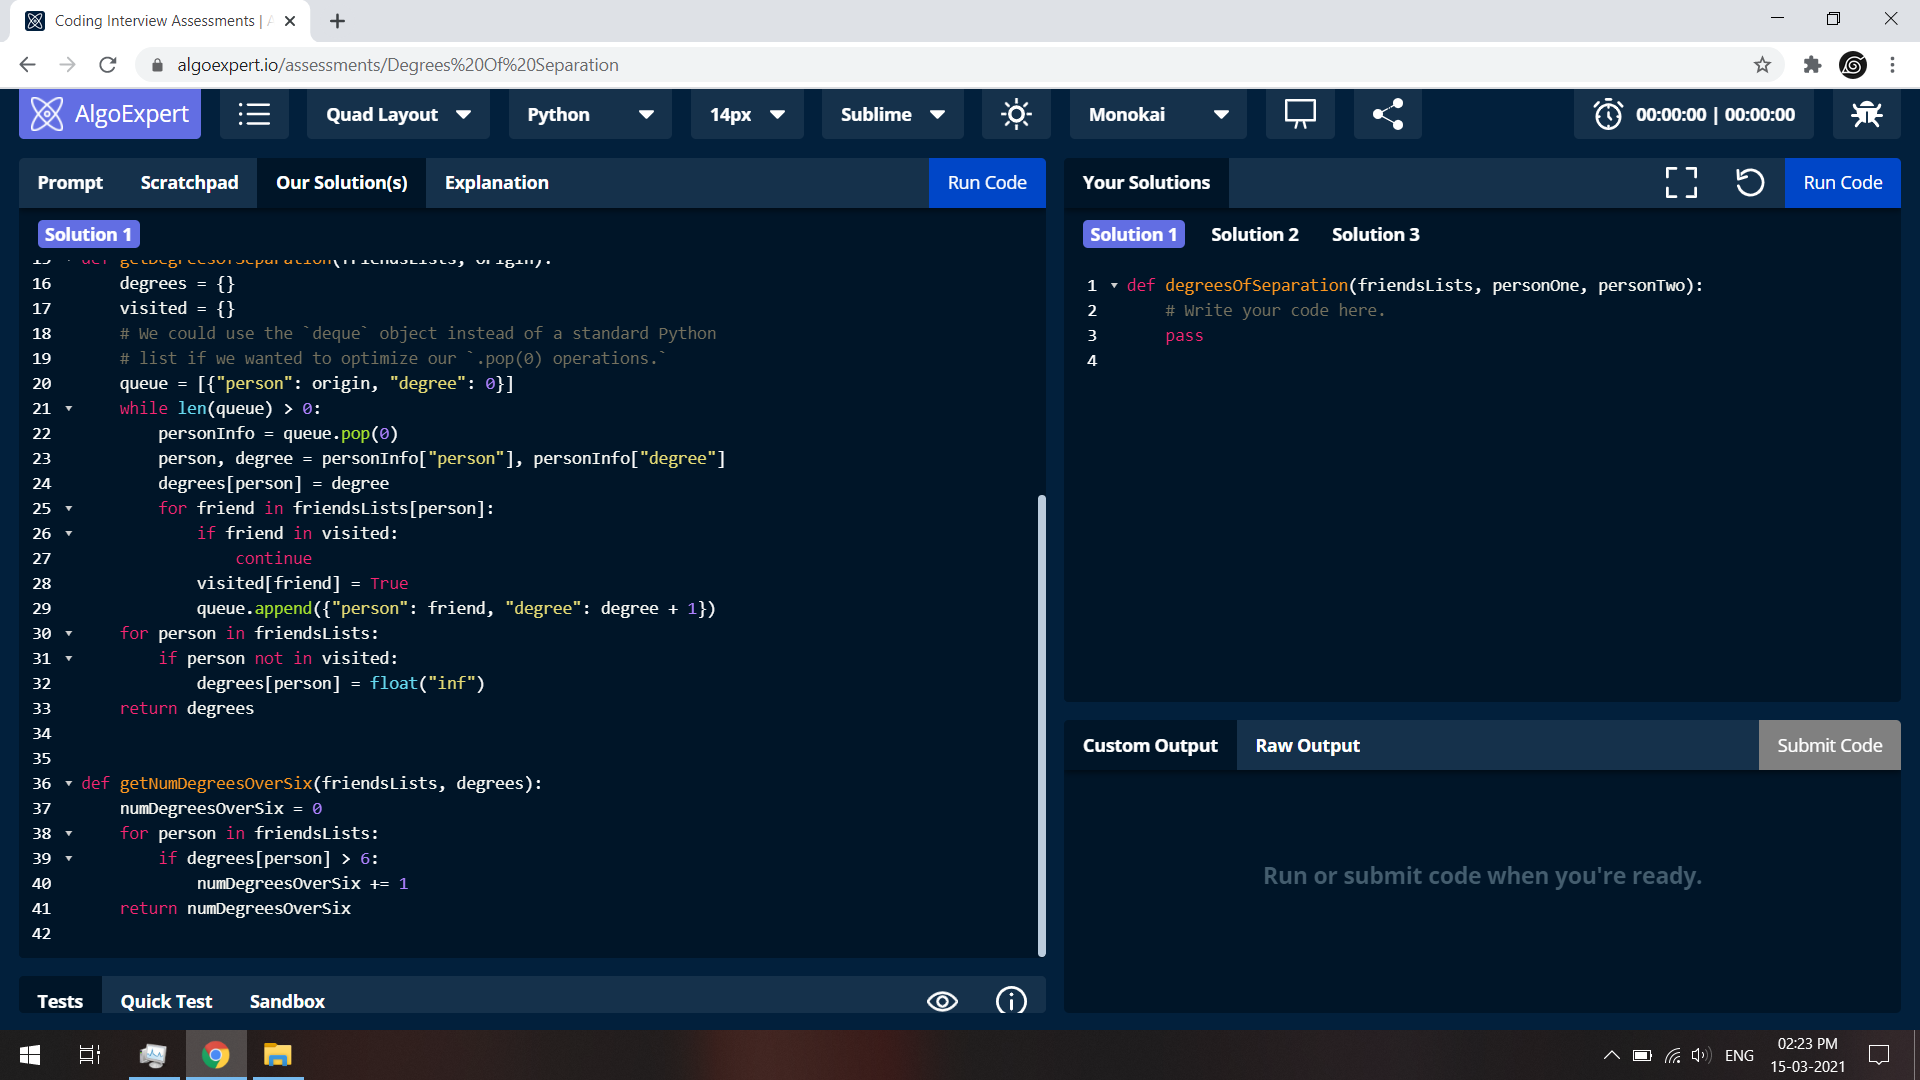 Coding Interview Assessments |
algoexpert.io/assessments/Degrees%20Of%20Separation
AlgoExpert
Quad Layout
Python
14px
Sublime
Monokai
00:00:00 | 00:00:00
Prompt
Scratchpad
Our Solution(s)
Explanation
Run Code
Solution 1
15 def getDegreesOfSeparation(friendsLists, origin):
16 degrees = {}
17 visited = {}
18 # We could use the `deque` object instead of a standard Python
19 # list if we wanted to optimize our `.pop(0) operations.`
20 queue = [{"person": origin, "degree": 0}]
21 while len(queue) > 0:
22 personInfo = queue.pop(0)
23 person, degree = personInfo["person"], personInfo["degree"]
24 degrees[person] = degree
25 for friend in friendsLists[person]:
26 if friend in visited:
27 continue
28 visited[friend] = True
29 queue.append({"person": friend, "degree": degree + 1})
30 for person in friendsLists:
31 if person not in visited:
32 degrees[person] = float("inf")
33 return degrees
34
35
36 def getNumDegreesOverSix(friendsLists, degrees):
37 numDegreesOverSix = 0
38 for person in friendsLists:
39 if degrees[person] > 6:
40 numDegreesOverSix += 1
41 return numDegreesOverSix
42
Tests
Quick Test
Sandbox
Your Solutions
Run Code
Solution 1
Solution 2
Solution 3
1 def degreesOfSeparation(friendsLists, personOne, personTwo):
2 # Write your code here.
3 pass
4
Custom Output
Raw Output
Submit Code
Run or submit code when you're ready.
ENG
02:23 PM
15-03-2021